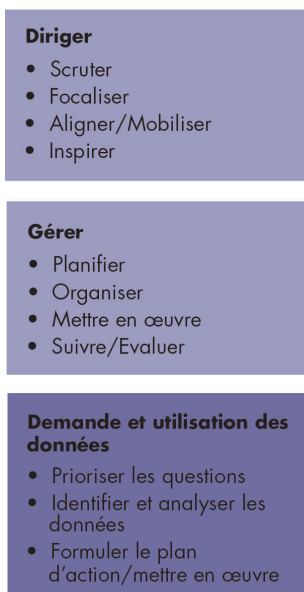 Diriger
• Scruter
• Focaliser
• Aligner/Mobiliser
• Inspirer
Gérer
• Planifier
• Organiser
• Mettre en œuvre
• Suivre/Evaluer
Demande et utilisation des
données
• Prioriser les questions
• Identifier et analyser les
données
• Formuler le plan
d'action/mettre en œuvre